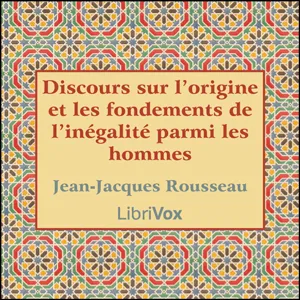 Discours sur l'origine
et les fondements de
l'inégalité parmi les
hommes
Jean-Jacques Rousseau
LibriVox